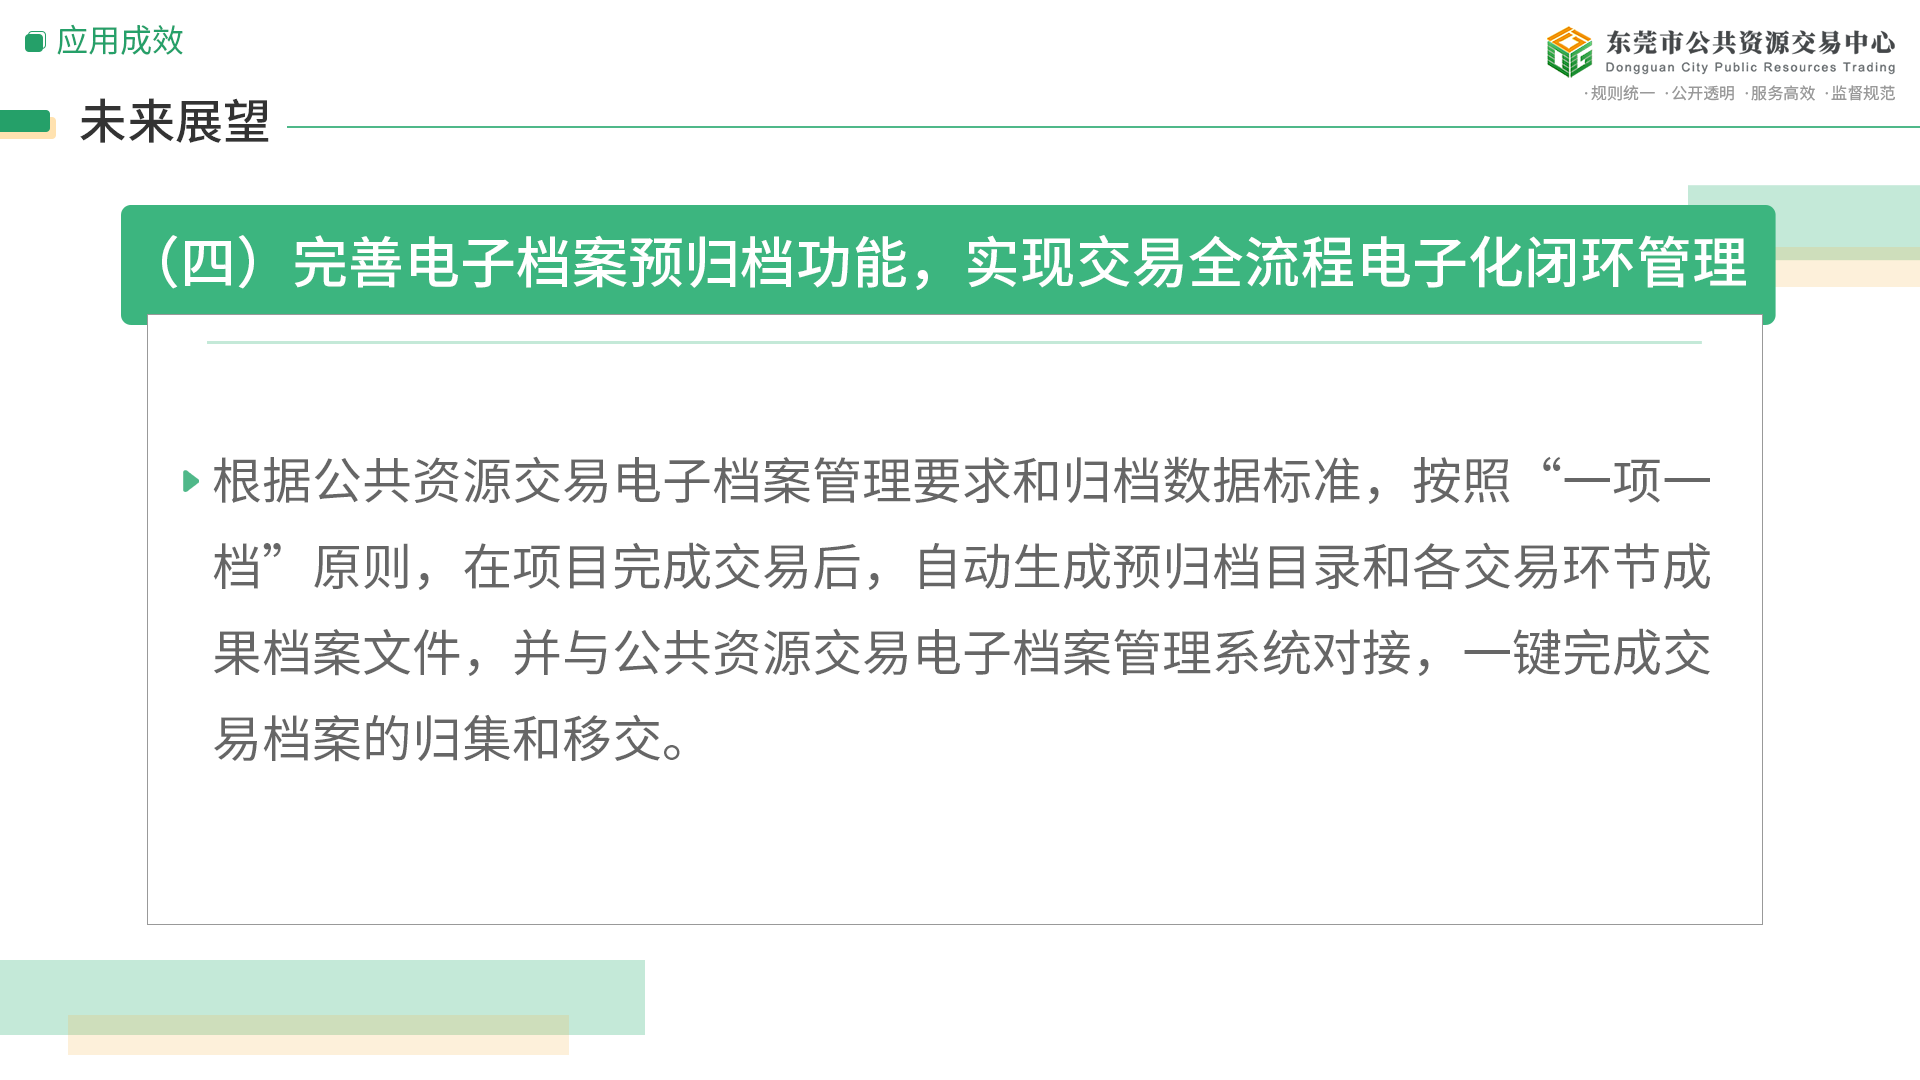 应用成效
东莞市公共资源交易中心
Dongguan City Public Resources Trading
·规则统一 ·公开透明 ·服务高效 ·监督规范
未来展望
（四）完善电子档案预归档功能，实现交易全流程电子化闭环管理
根据公共资源交易电子档案管理要求和归档数据标准，按照“一项一
档”原则，在项目完成交易后，自动生成预归档目录和各交易环节成
果档案文件，并与公共资源交易电子档案管理系统对接，一键完成交
易档案的归集和移交。